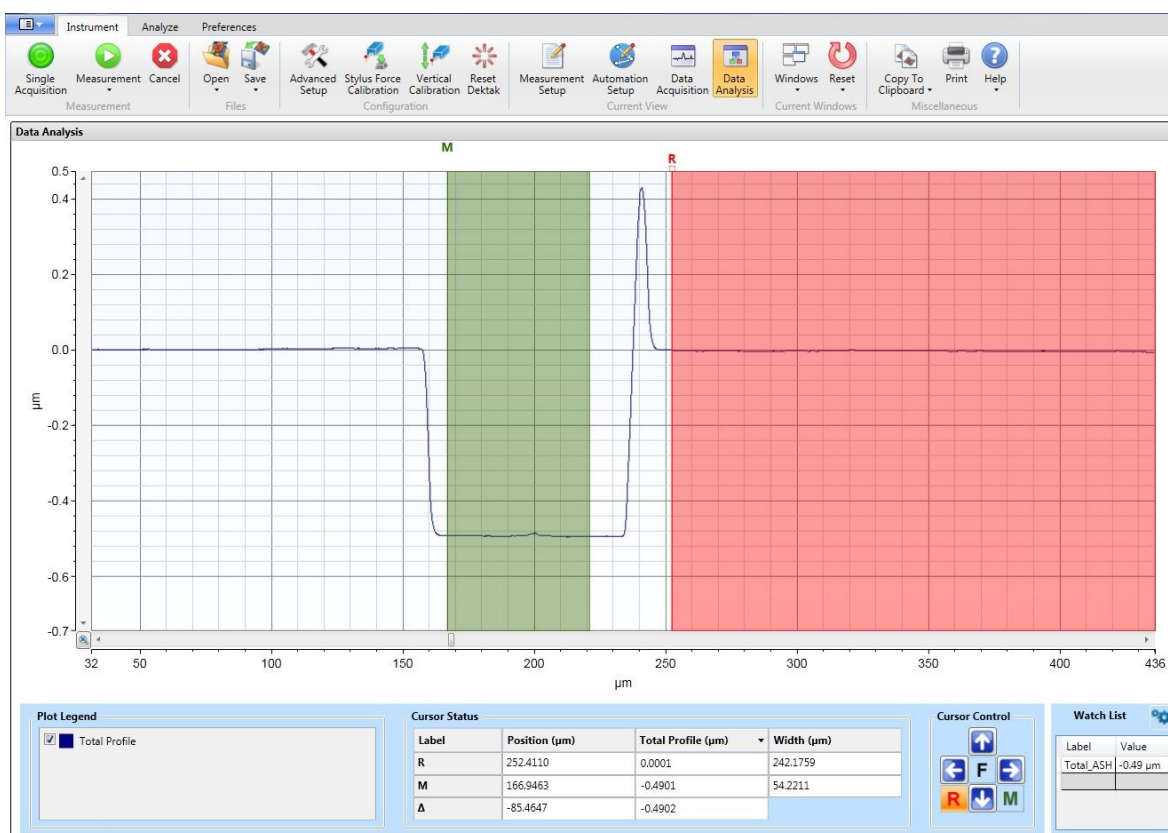 Instrument Analyze Preferences
Single Acquisition Measurement Cancel Open Save Advanced Setup Stylus Force Calibration Vertical Calibration Reset Dektak Measurement Setup Automation Setup Data Acquisition Data Analysis Windows Reset Copy To Clipboard Print Help
Measurement Files Configuration Current View Current Windows Miscellaneous
Data Analysis
M
R
0.5
0.4
0.2
0.0
-0.2
-0.4
-0.6
-0.7
µm
32 50 100 150 200 250 300 350 400 436
µm
Plot Legend
Total Profile
Cursor Status
Label Position (µm) Total Profile (µm) Width (µm)
R 252.4110 0.0001 242.1759
M 166.9463 -0.4901 54.2211
Δ -85.4647 -0.4902
Cursor Control
F
R M
Watch List
Label Value
Total_ASH -0.49 µm